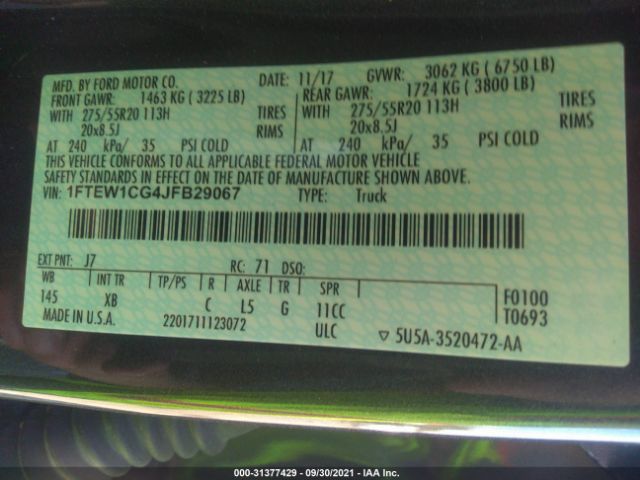 MFD. BY FORD MOTOR CO. DATE: 11/17 GVWR: 3062 KG ( 6750 LB)
FRONT GAWR: 1463 KG ( 3225 LB) REAR GAWR: 1724 KG ( 3800 LB)
WITH 275/55R20 113H TIRES WITH 275/55R20 113H TIRES
20x8.5J RIMS 20x8.5J RIMS
AT 240 kPa/ 35 PSI COLD AT 240 kPa/ 35 PSI COLD
THIS VEHICLE CONFORMS TO ALL APPLICABLE FEDERAL MOTOR VEHICLE
SAFETY STANDARDS IN EFFECT ON THE DATE OF MANUFACTURE SHOWN ABOVE.
VIN: 1FTEW1CG4JFB29067 TYPE: Truck
EXT PNT: J7 RC: 71 DSO:
WB INT TR TP/PS R AXLE TR SPR
145 XB C L5 G 11CC F0100
T0693
MADE IN U.S.A. 2201711123072 ULC ▽ 5U5A-3520472-AA
000-31377429 - 09/30/2021 - IAA Inc.